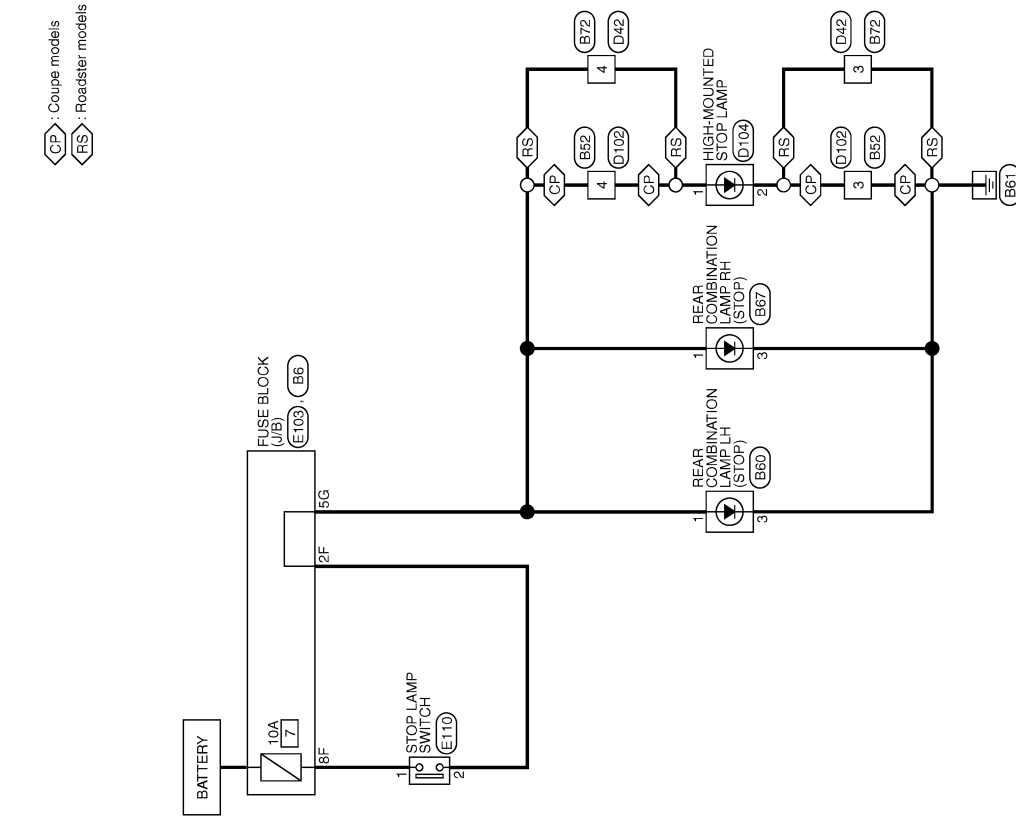 CP : Coupe models
RS : Roadster models
BATTERY
FUSE BLOCK
(J/B)
E103 , B6
10A
7
8F
2F
5G
STOP LAMP
SWITCH
E110
1
2
REAR
COMBINATION
LAMP LH
(STOP)
B60
1
3
REAR
COMBINATION
LAMP RH
(STOP)
B67
1
3
HIGH-MOUNTED
STOP LAMP
D104
1
2
RS
CP
4
B52
D102
4
B72
D42
CP
RS
RS
CP
3
D102
B52
3
D42
B72
CP
RS
B61